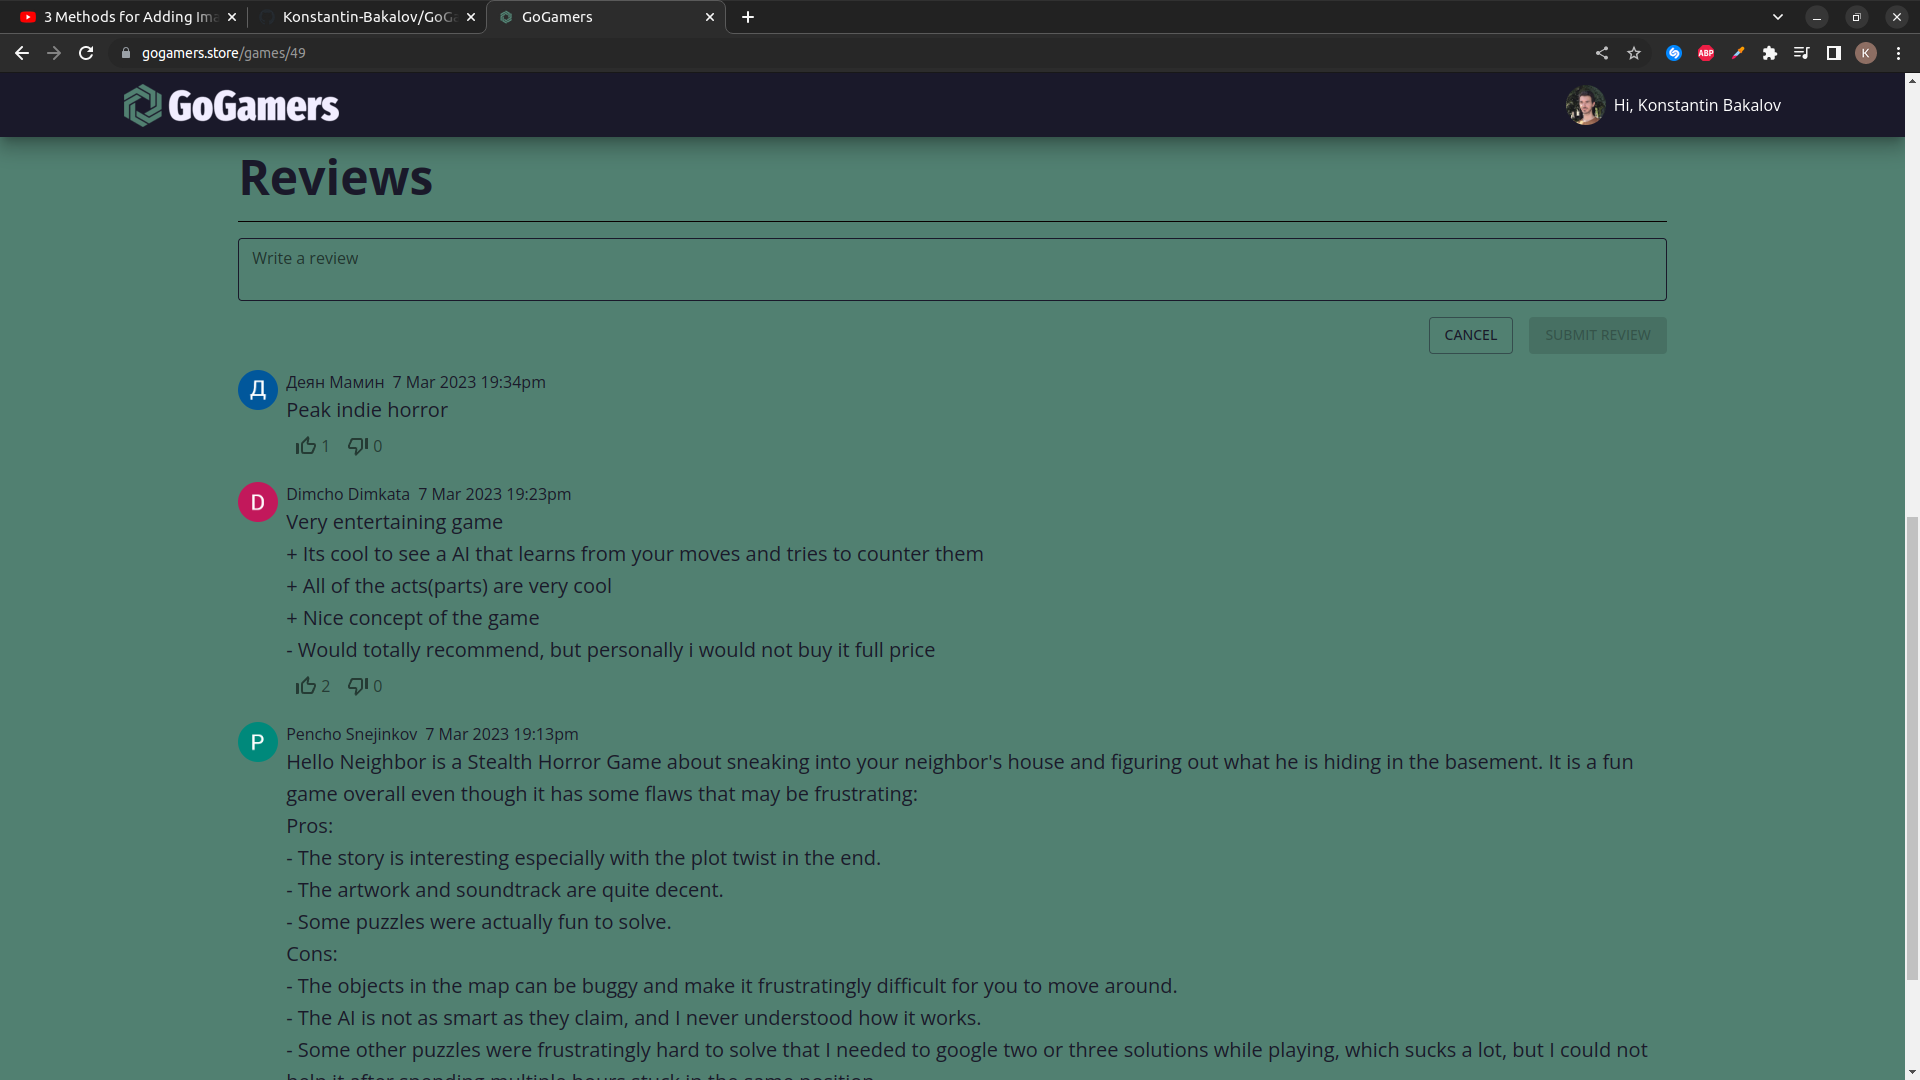 3 Methods for Adding Ima
Konstantin-Bakalov/GoGa
GoGamers
gogamers.store/games/49
ABP
K
GoGamers
Hi, Konstantin Bakalov
Reviews
Write a review
CANCEL
SUBMIT REVIEW
Д
Деян Мамин 7 Mar 2023 19:34pm
Peak indie horror
1 0
D
Dimcho Dimkata 7 Mar 2023 19:23pm
Very entertaining game
+ Its cool to see a AI that learns from your moves and tries to counter them
+ All of the acts(parts) are very cool
+ Nice concept of the game
- Would totally recommend, but personally i would not buy it full price
2 0
P
Pencho Snejinkov 7 Mar 2023 19:13pm
Hello Neighbor is a Stealth Horror Game about sneaking into your neighbor's house and figuring out what he is hiding in the basement. It is a fun
game overall even though it has some flaws that may be frustrating:
Pros:
- The story is interesting especially with the plot twist in the end.
- The artwork and soundtrack are quite decent.
- Some puzzles were actually fun to solve.
Cons:
- The objects in the map can be buggy and make it frustratingly difficult for you to move around.
- The AI is not as smart as they claim, and I never understood how it works.
- Some other puzzles were frustratingly hard to solve that I needed to google two or three solutions while playing, which sucks a lot, but I could not
help it after spending multiple hours stuck in the same position